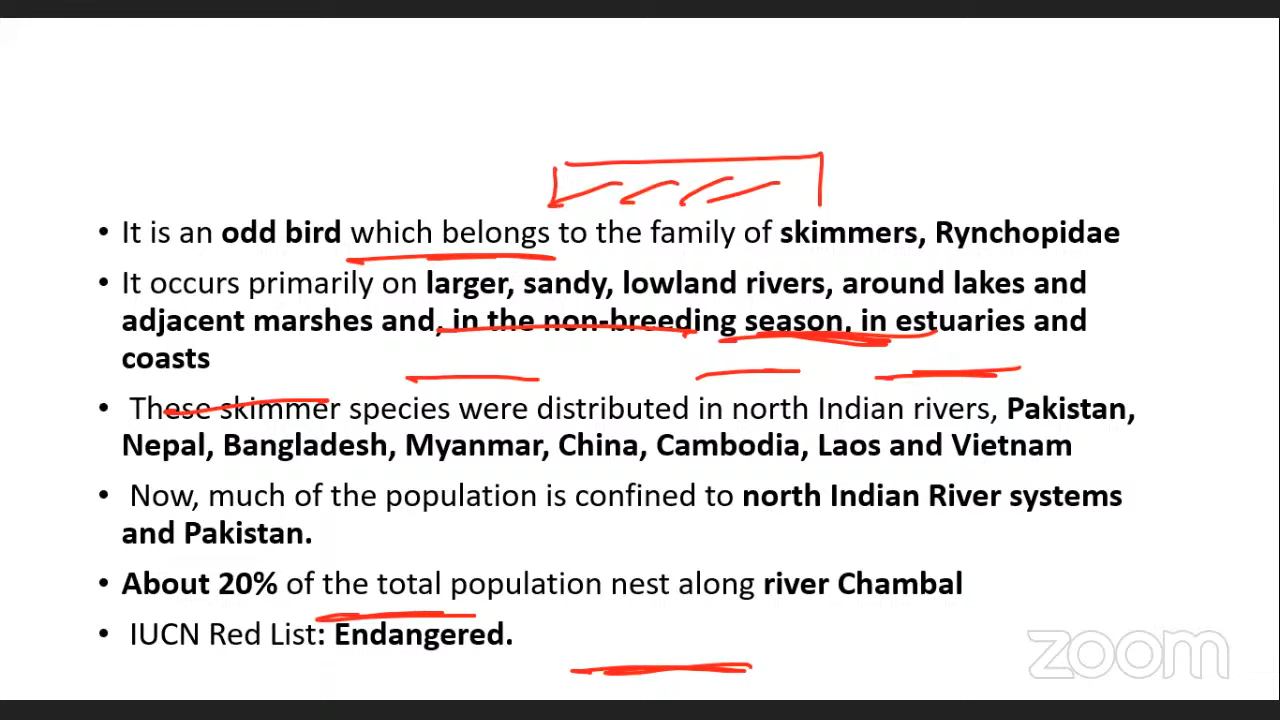 • It is an odd bird which belongs to the family of skimmers, Rynchopidae
• It occurs primarily on larger, sandy, lowland rivers, around lakes and
adjacent marshes and, in the non-breeding season, in estuaries and
coasts
• These skimmer species were distributed in north Indian rivers, Pakistan,
Nepal, Bangladesh, Myanmar, China, Cambodia, Laos and Vietnam
• Now, much of the population is confined to north Indian River systems
and Pakistan.
• About 20% of the total population nest along river Chambal
• IUCN Red List: Endangered.
zoom